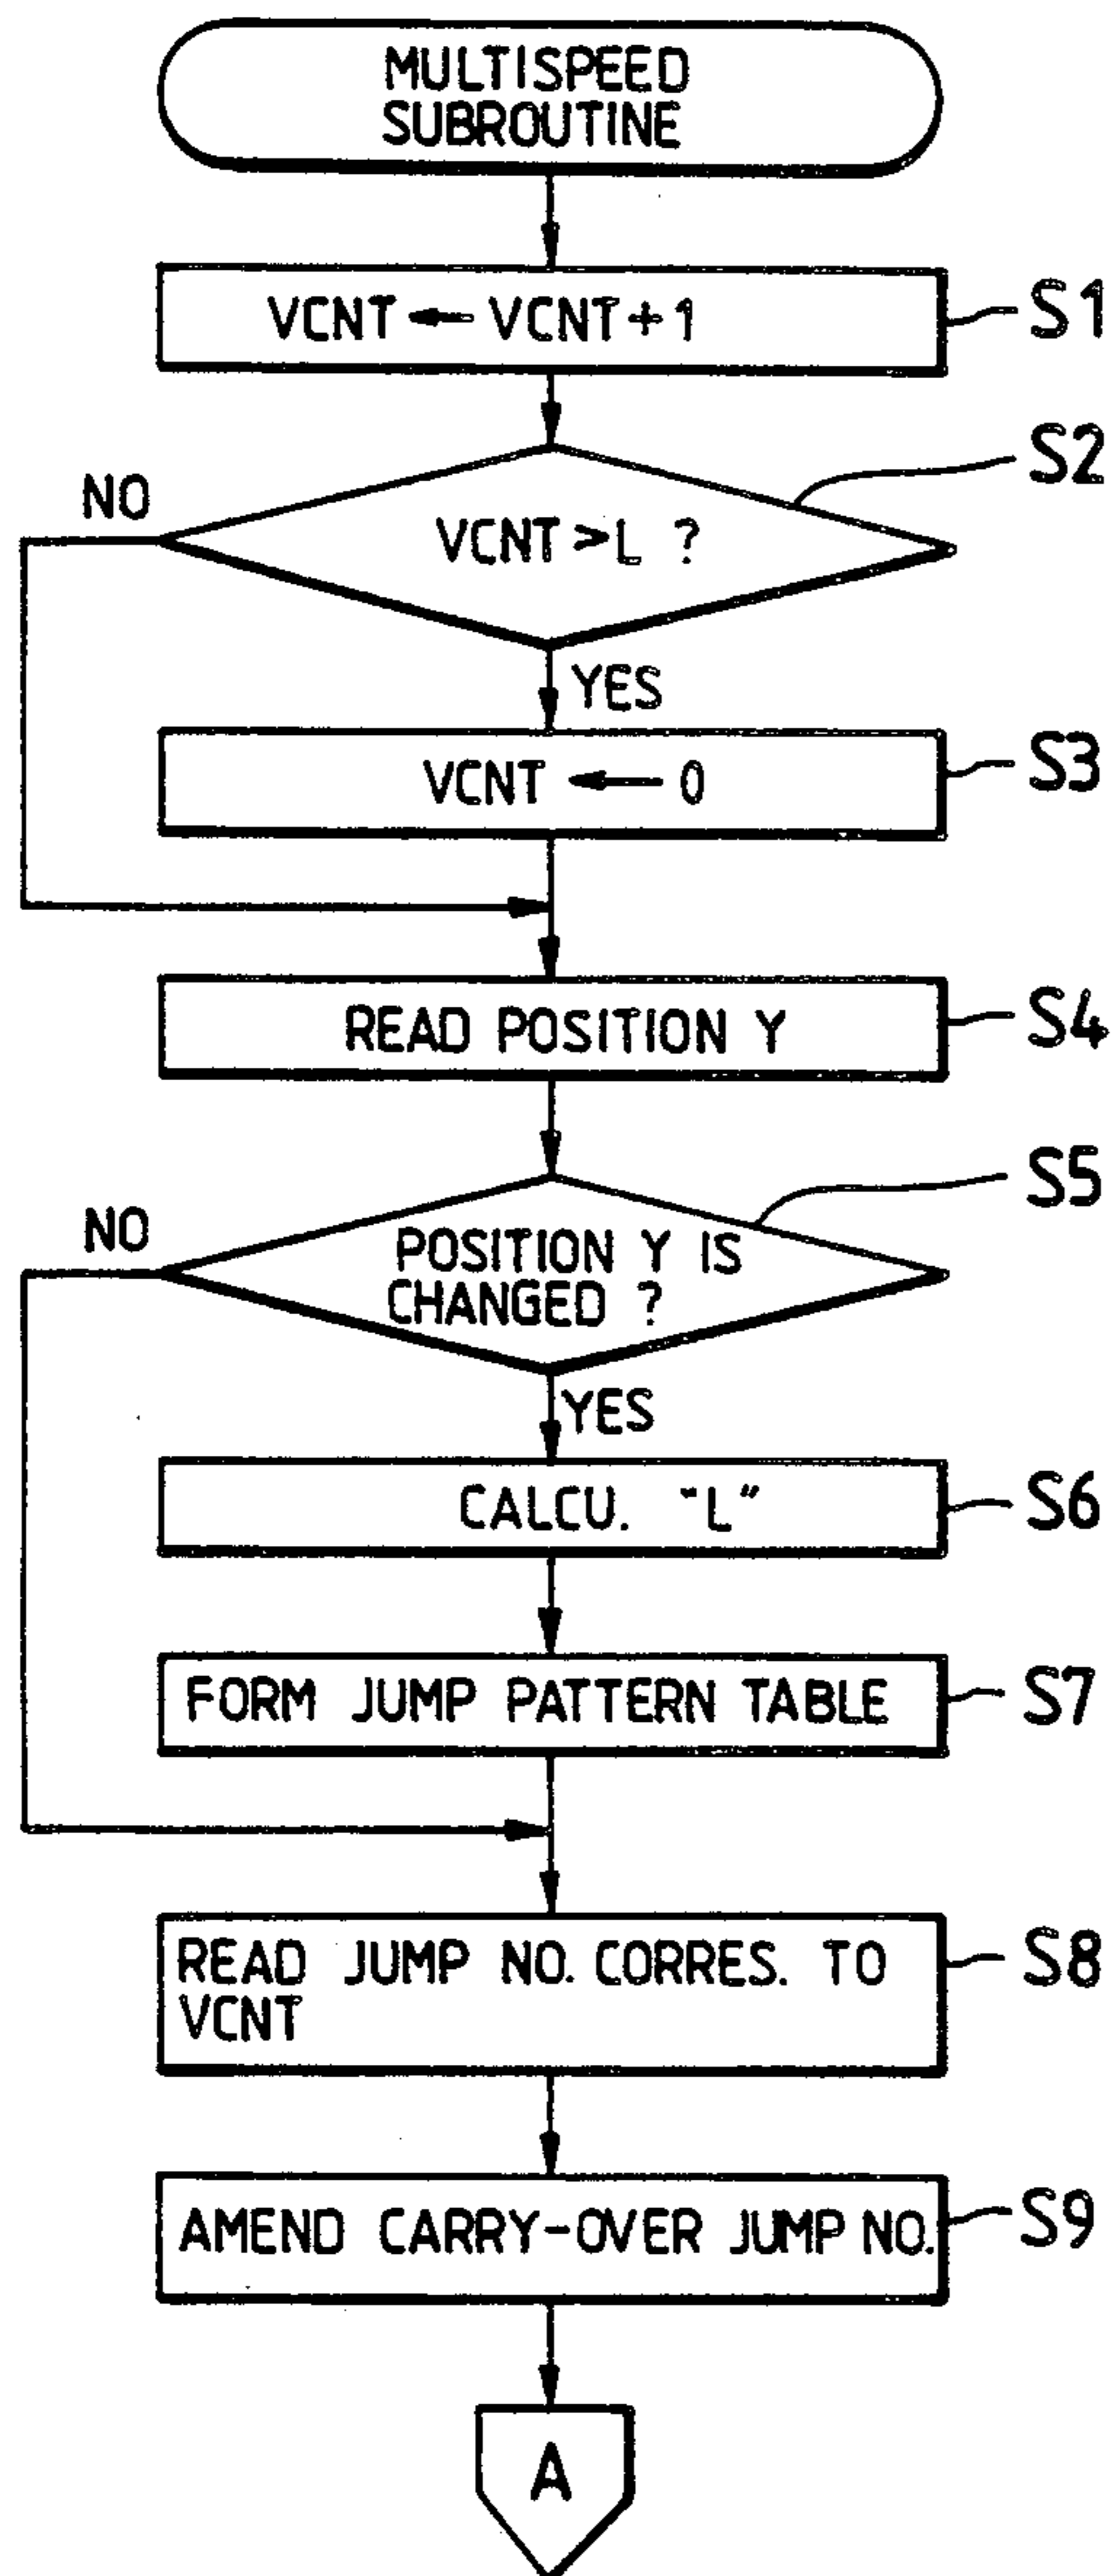 MULTISPEED
SUBROUTINE
VCNT ← VCNT + 1
S1
S2
NO
VCNT > L ?
YES
VCNT ← 0
S3
READ POSITION Y
S4
S5
NO
POSITION Y IS
CHANGED ?
YES
CALCU. "L"
S6
FORM JUMP PATTERN TABLE
S7
READ JUMP NO. CORRES. TO
VCNT
S8
AMEND CARRY-OVER JUMP NO.
S9
A